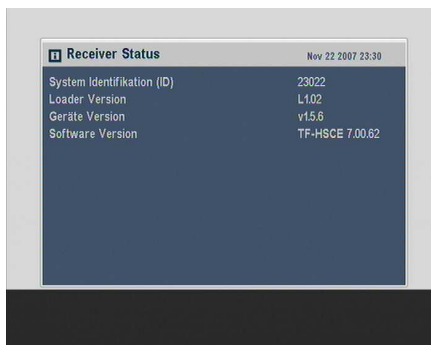 Receiver Status Nov 22 2007 23:30
System Identifikation (ID) 23022
Loader Version L1.02
Geräte Version v1.5.6
Software Version TF-HSCE 7.00.62